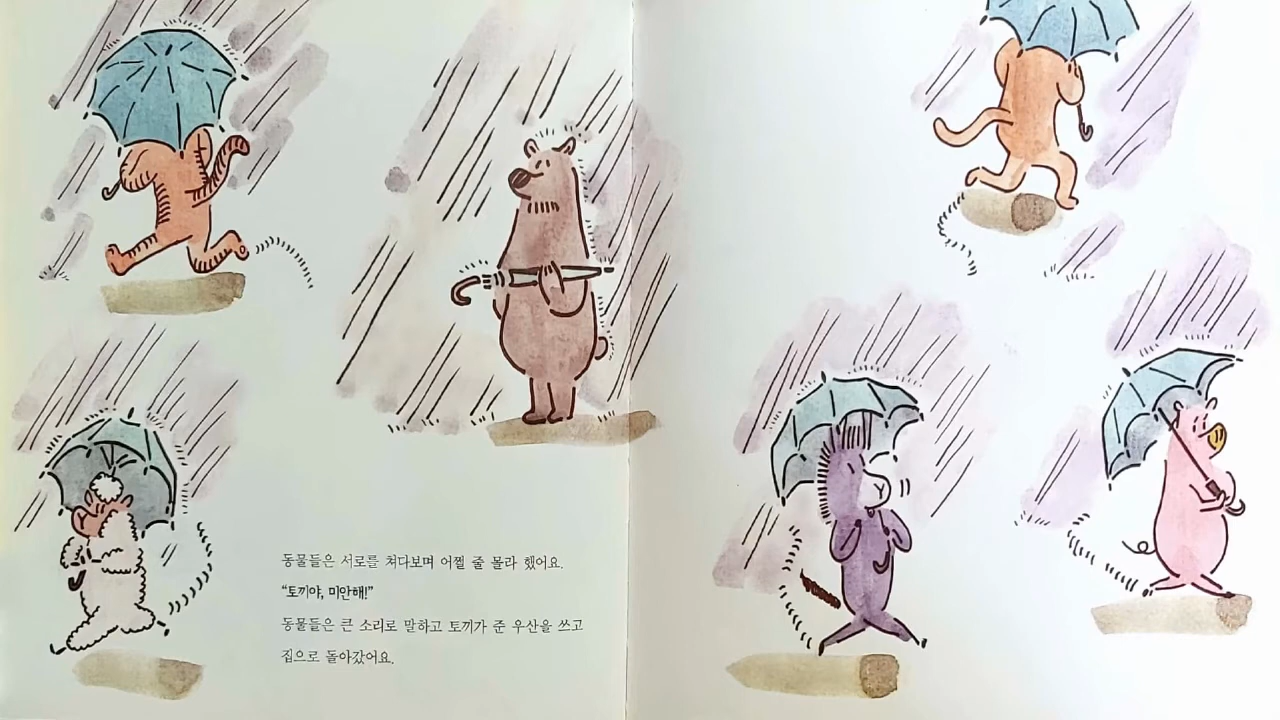 동물들은 서로를 쳐다보며 어쩔 줄 몰라 했어요.
“토끼야, 미안해!”
동물들은 큰 소리로 말하고 토끼가 준 우산을 쓰고
집으로 돌아갔어요.